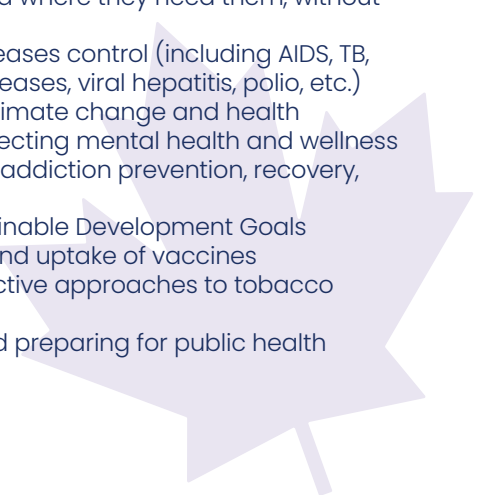 where they need them, without
eases control (including AIDS, TB,
eases, viral hepatitis, polio, etc.)
imate change and health
ecting mental health and wellness
addiction prevention, recovery,
inable Development Goals
nd uptake of vaccines
ctive approaches to tobacco
d preparing for public health